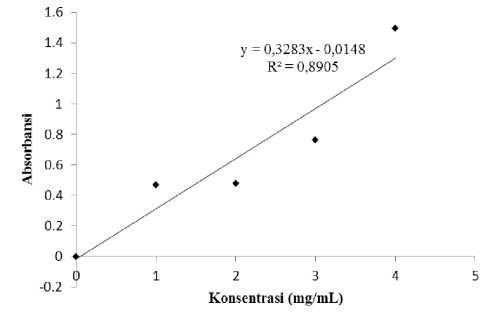 1.6
1.4
1.2
1
0.8
0.6
0.4
0.2
0
-0.2
Absorbansi
y = 0,3283x - 0,0148
R² = 0,8905
0 1 2 3 4 5
Konsentrasi (mg/mL)